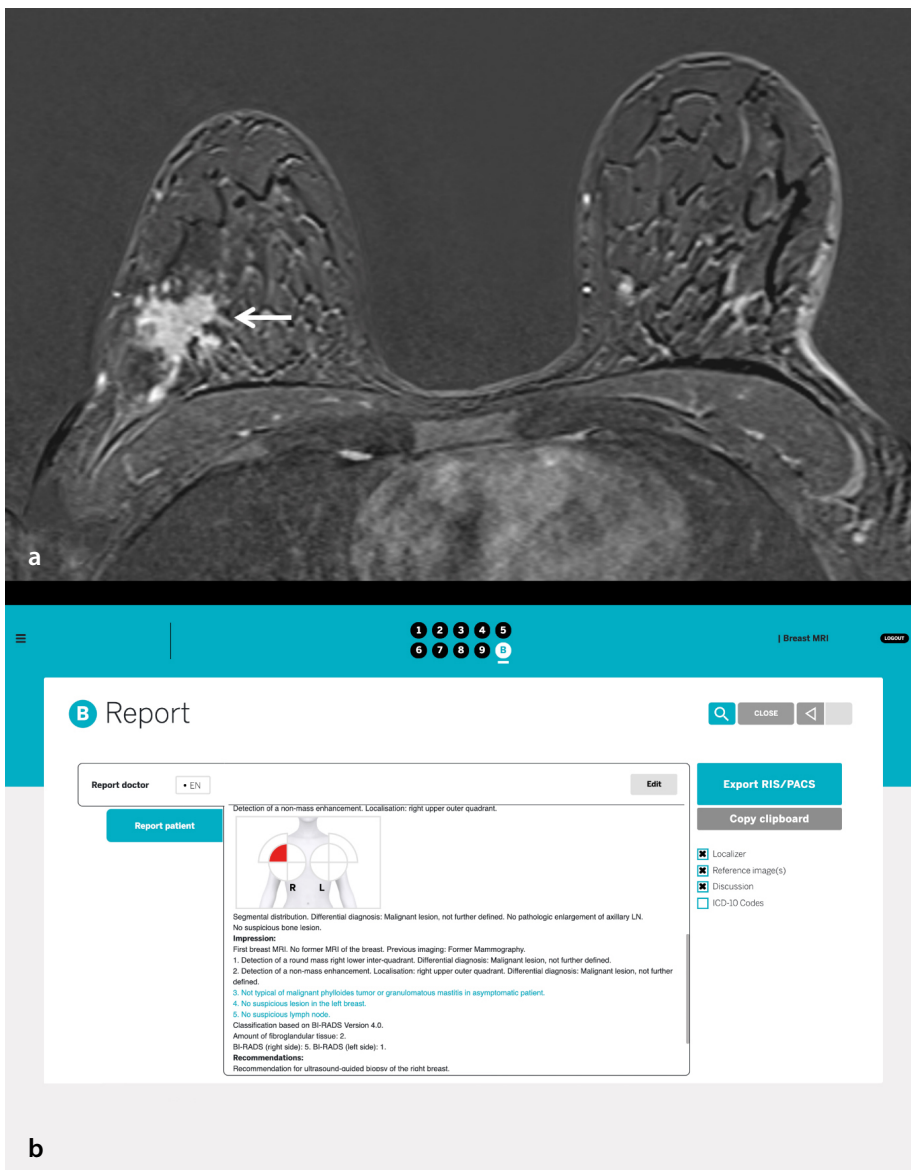 a
1 2 3 4 5
6 7 8 9 B
| Breast MRI
LOGOUT
B Report
CLOSE
Report doctor
• EN
Edit
Export RIS/PACS
Report patient
Copy clipboard
Localizer
Reference image(s)
Discussion
ICD-10 Codes
Detection of a non-mass enhancement. Localisation: right upper outer quadrant.
R L
Segmental distribution. Differential diagnosis: Malignant lesion, not further defined. No pathologic enlargement of axillary LN.
No suspicious bone lesion.
Impression:
First breast MRI. No former MRI of the breast. Previous imaging: Former Mammography.
1. Detection of a round mass right lower inter-quadrant. Differential diagnosis: Malignant lesion, not further defined.
2. Detection of a non-mass enhancement. Localisation: right upper outer quadrant. Differential diagnosis: Malignant lesion, not further
defined.
3. Not typical of malignant phylloides tumor or granulomatous mastitis in asymptomatic patient.
4. No suspicious lesion in the left breast.
5. No suspicious lymph node.
Classification based on BI-RADS Version 4.0.
Amount of fibroglandular tissue: 2.
BI-RADS (right side): 5. BI-RADS (left side): 1.
Recommendations:
Recommendation for ultrasound-guided biopsy of the right breast.
b